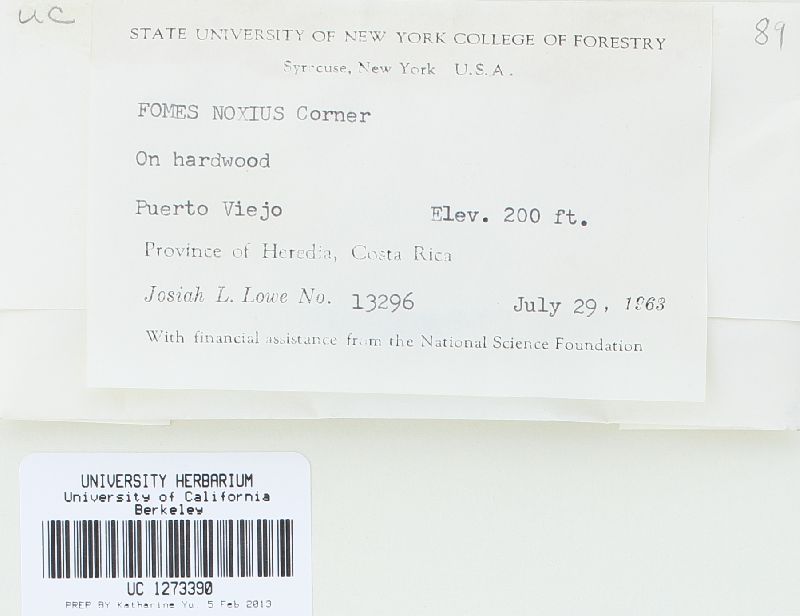 UC
89
STATE UNIVERSITY OF NEW YORK COLLEGE OF FORESTRY
Syracuse, New York U.S.A.
FOMES NOXIUS Corner
On hardwood
Puerto Viejo Elev. 200 ft.
Province of Heredia, Costa Rica
Josiah L. Lowe No. 13296 July 29, 1963
With financial assistance from the National Science Foundation
UNIVERSITY HERBARIUM
University of California
Berkeley
UC 1273390
PREP BY Katharine Yu 5 Feb 2013